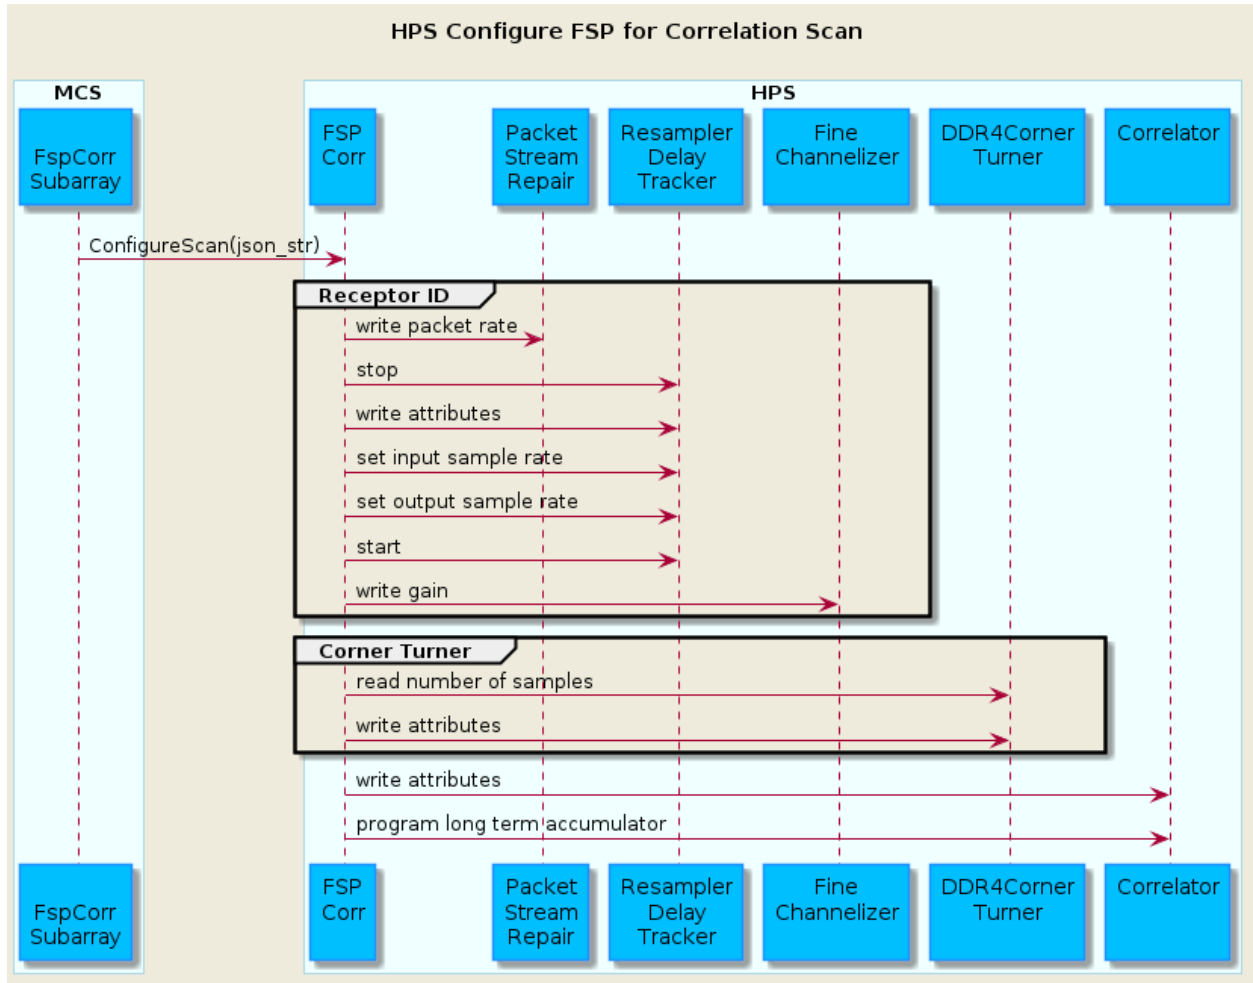 HPS Configure FSP for Correlation Scan
MCS
HPS
FspCorr
Subarray
FSP
Corr
Packet
Stream
Repair
Resampler
Delay
Tracker
Fine
Channelizer
DDR4Corner
Turner
Correlator
ConfigureScan(json_str)
Receptor ID
write packet rate
stop
write attributes
set input sample rate
set output sample rate
start
write gain
Corner Turner
read number of samples
write attributes
write attributes
program long term accumulator
FspCorr
Subarray
FSP
Corr
Packet
Stream
Repair
Resampler
Delay
Tracker
Fine
Channelizer
DDR4Corner
Turner
Correlator